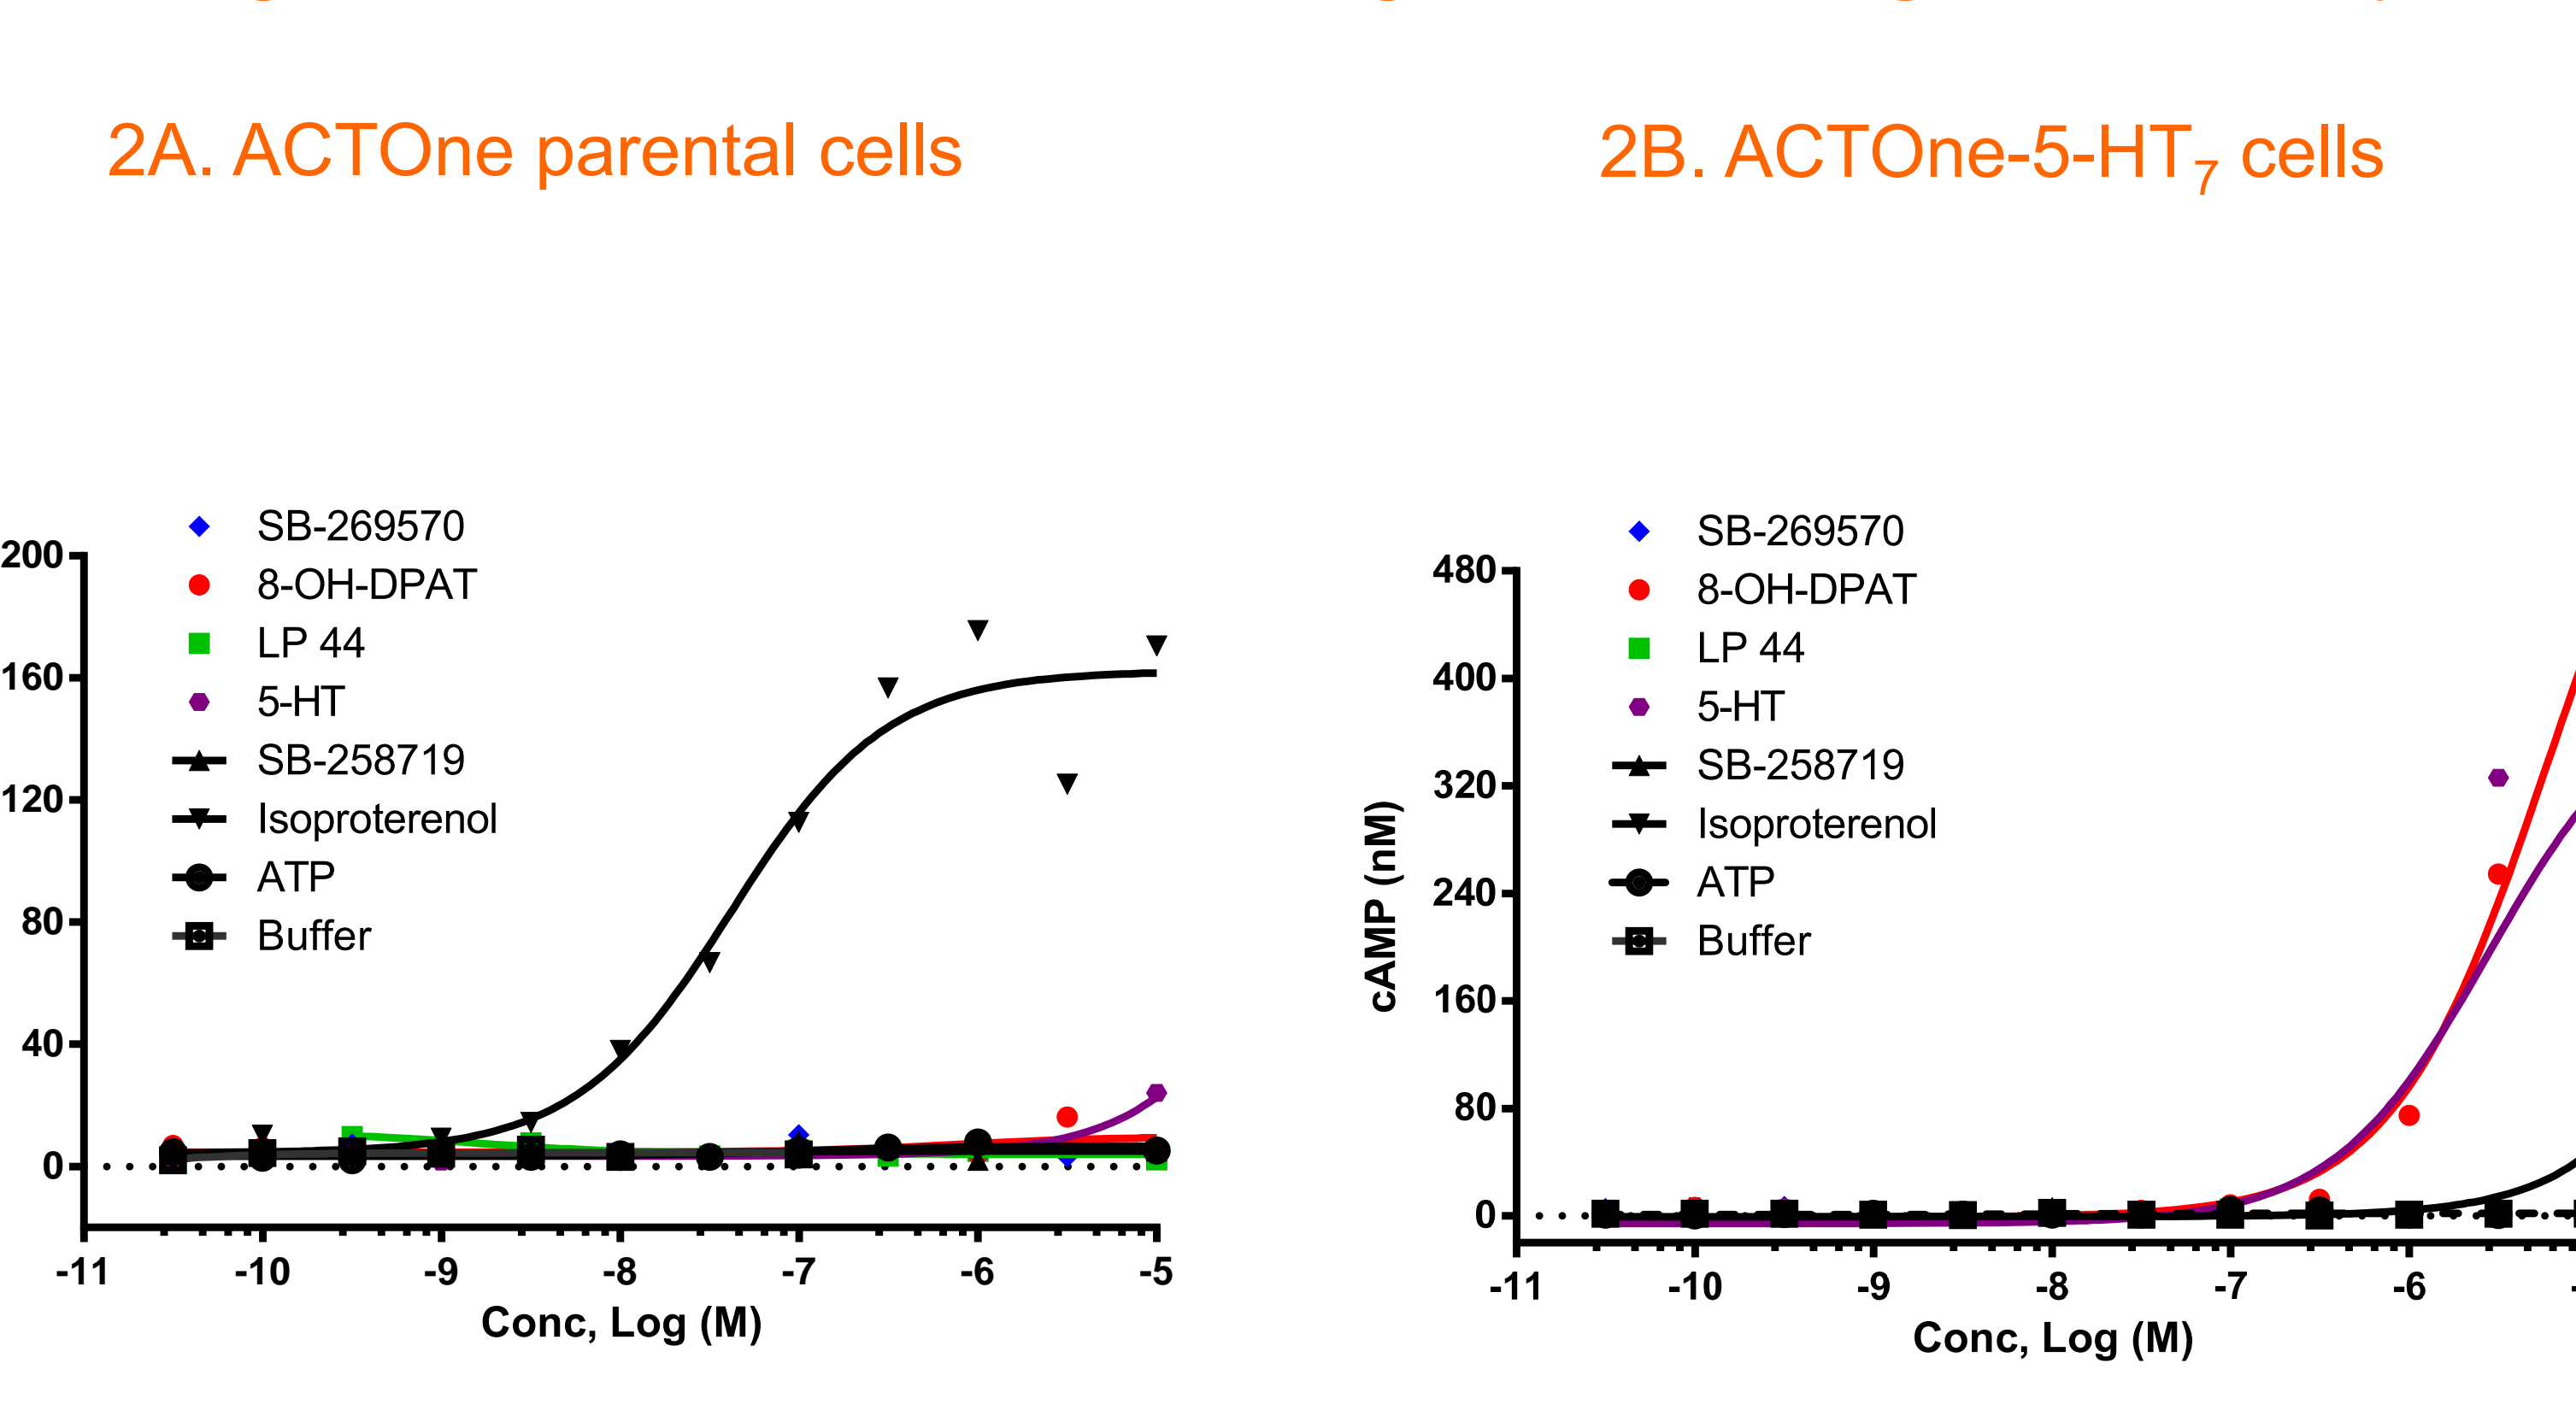 2A. ACTOne parental cells
2B. ACTOne-5-HT7 cells
SB-269570
8-OH-DPAT
LP 44
5-HT
SB-258719
Isoproterenol
ATP
Buffer
200
160
120
80
40
0
-11 -10 -9 -8 -7 -6 -5
Conc, Log (M)
SB-269570
8-OH-DPAT
LP 44
5-HT
SB-258719
Isoproterenol
ATP
Buffer
cAMP (nM)
480
400
320
240
160
80
0
-11 -10 -9 -8 -7 -6
Conc, Log (M)